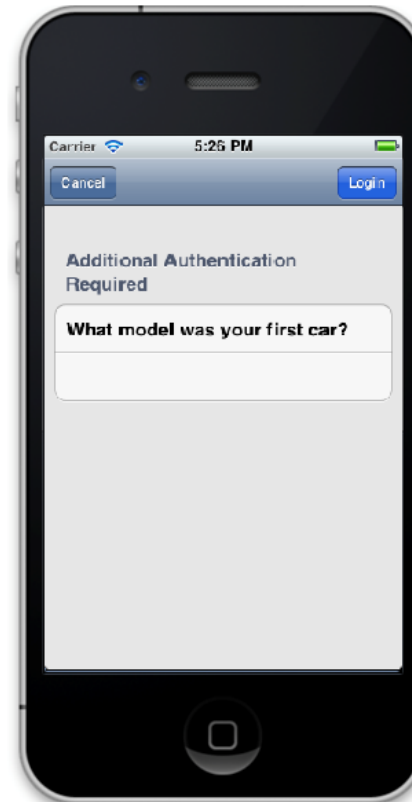 Carrier 5:26 PM
Cancel Login
Additional Authentication
Required
What model was your first car?